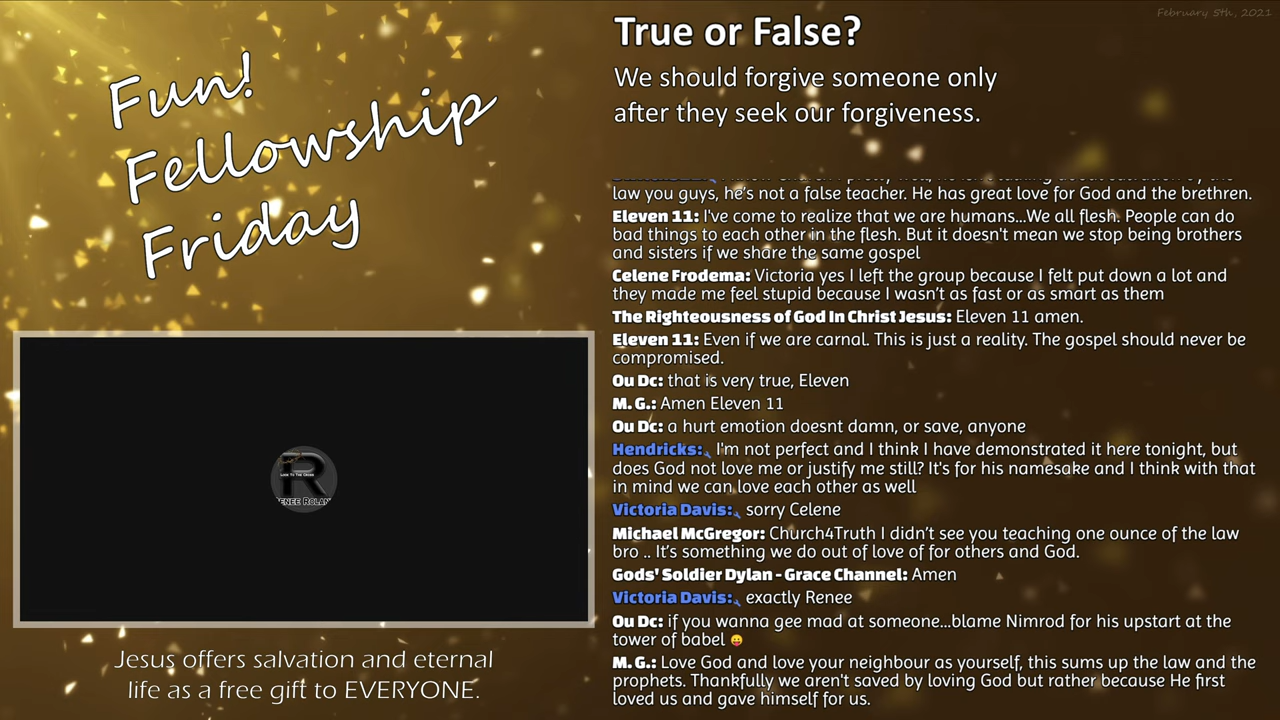 Fun!
Fellowship
Friday
LOOK TO THE CROSS
Jesus offers salvation and eternal
life as a free gift to EVERYONE.
February 5th, 2021
True or False?
We should forgive someone only
after they seek our forgiveness.
law you guys, he's not a false teacher. He has great love for God and the brethren.
Eleven 11: I've come to realize that we are humans...We all flesh. People can do
bad things to each other in the flesh. But it doesn't mean we stop being brothers
and sisters if we share the same gospel
Celene Frodema: Victoria yes I left the group because I felt put down a lot and
they made me feel stupid because I wasn't as fast or as smart as them
The Righteousness of God In Christ Jesus: Eleven 11 amen.
Eleven 11: Even if we are carnal. This is just a reality. The gospel should never be
compromised.
Ou Dc: that is very true, Eleven
M. G.: Amen Eleven 11
Ou Dc: a hurt emotion doesnt damn, or save, anyone
Hendricks: I'm not perfect and I think I have demonstrated it here tonight, but
does God not love me or justify me still? It's for his namesake and I think with that
in mind we can love each other as well
Victoria Davis: sorry Celene
Michael McGregor: Church4Truth I didn't see you teaching one ounce of the law
bro .. It's something we do out of love of for others and God.
Gods' Soldier Dylan - Grace Channel: Amen
Victoria Davis: exactly Renee
Ou Dc: if you wanna gee mad at someone...blame Nimrod for his upstart at the
tower of babel 😛
M. G.: Love God and love your neighbour as yourself, this sums up the law and the
prophets. Thankfully we aren't saved by loving God but rather because He first
loved us and gave himself for us.